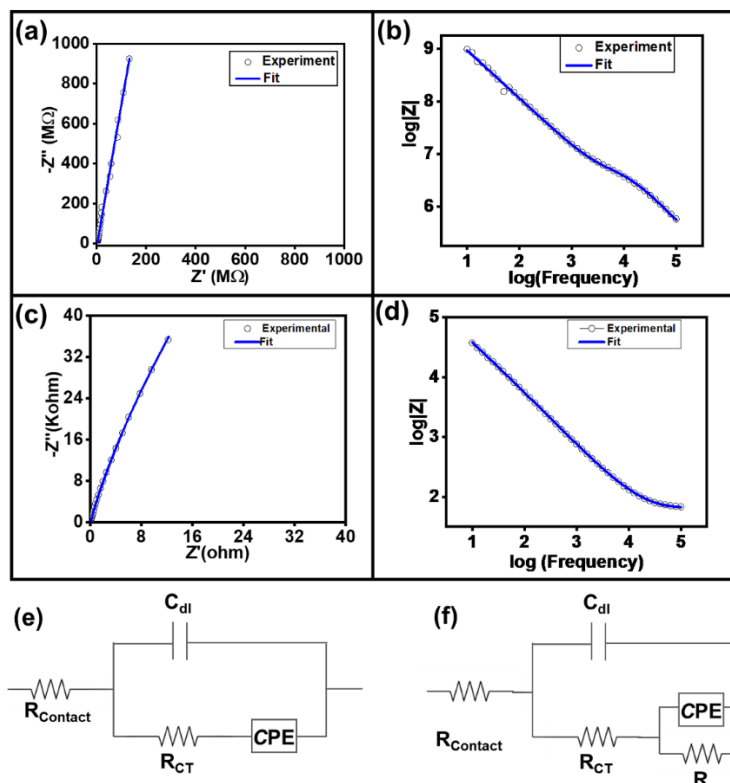 (a)
1000
800
600
400
200
0
-Z'' (MΩ)
Experiment
Fit
0 200 400 600 800 1000
Z' (MΩ)
(b)
9
8
7
6
log|Z|
Experiment
Fit
1 2 3 4 5
log(Frequency)
(c)
40
32
24
16
8
0
-Z''(Kohm)
Experimental
Fit
0 8 16 24 32 40
Z'(ohm)
(d)
5
4
3
2
log|Z|
Experimental
Fit
1 2 3 4 5
log (Frequency)
(e)
Cdl
RContact
RCT
CPE
(f)
Cdl
RContact
RCT
CPE
R